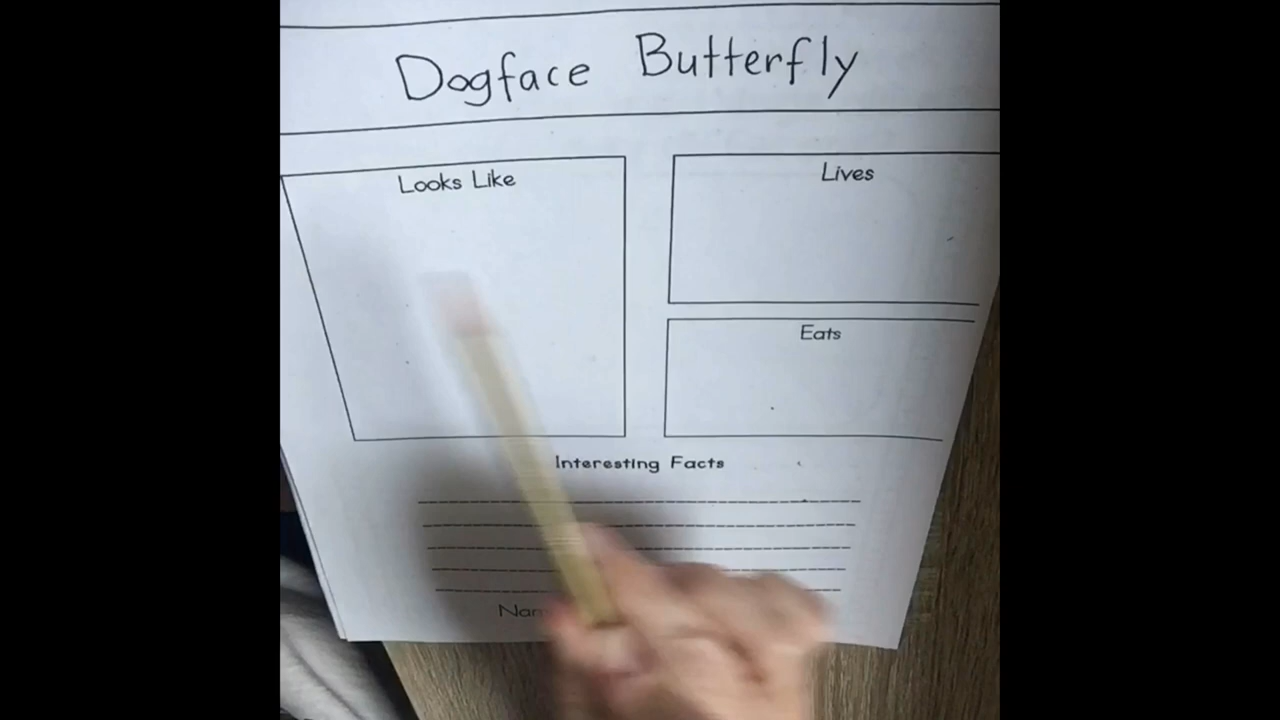 Dogface Butterfly
Looks Like
Lives
Eats
Interesting Facts